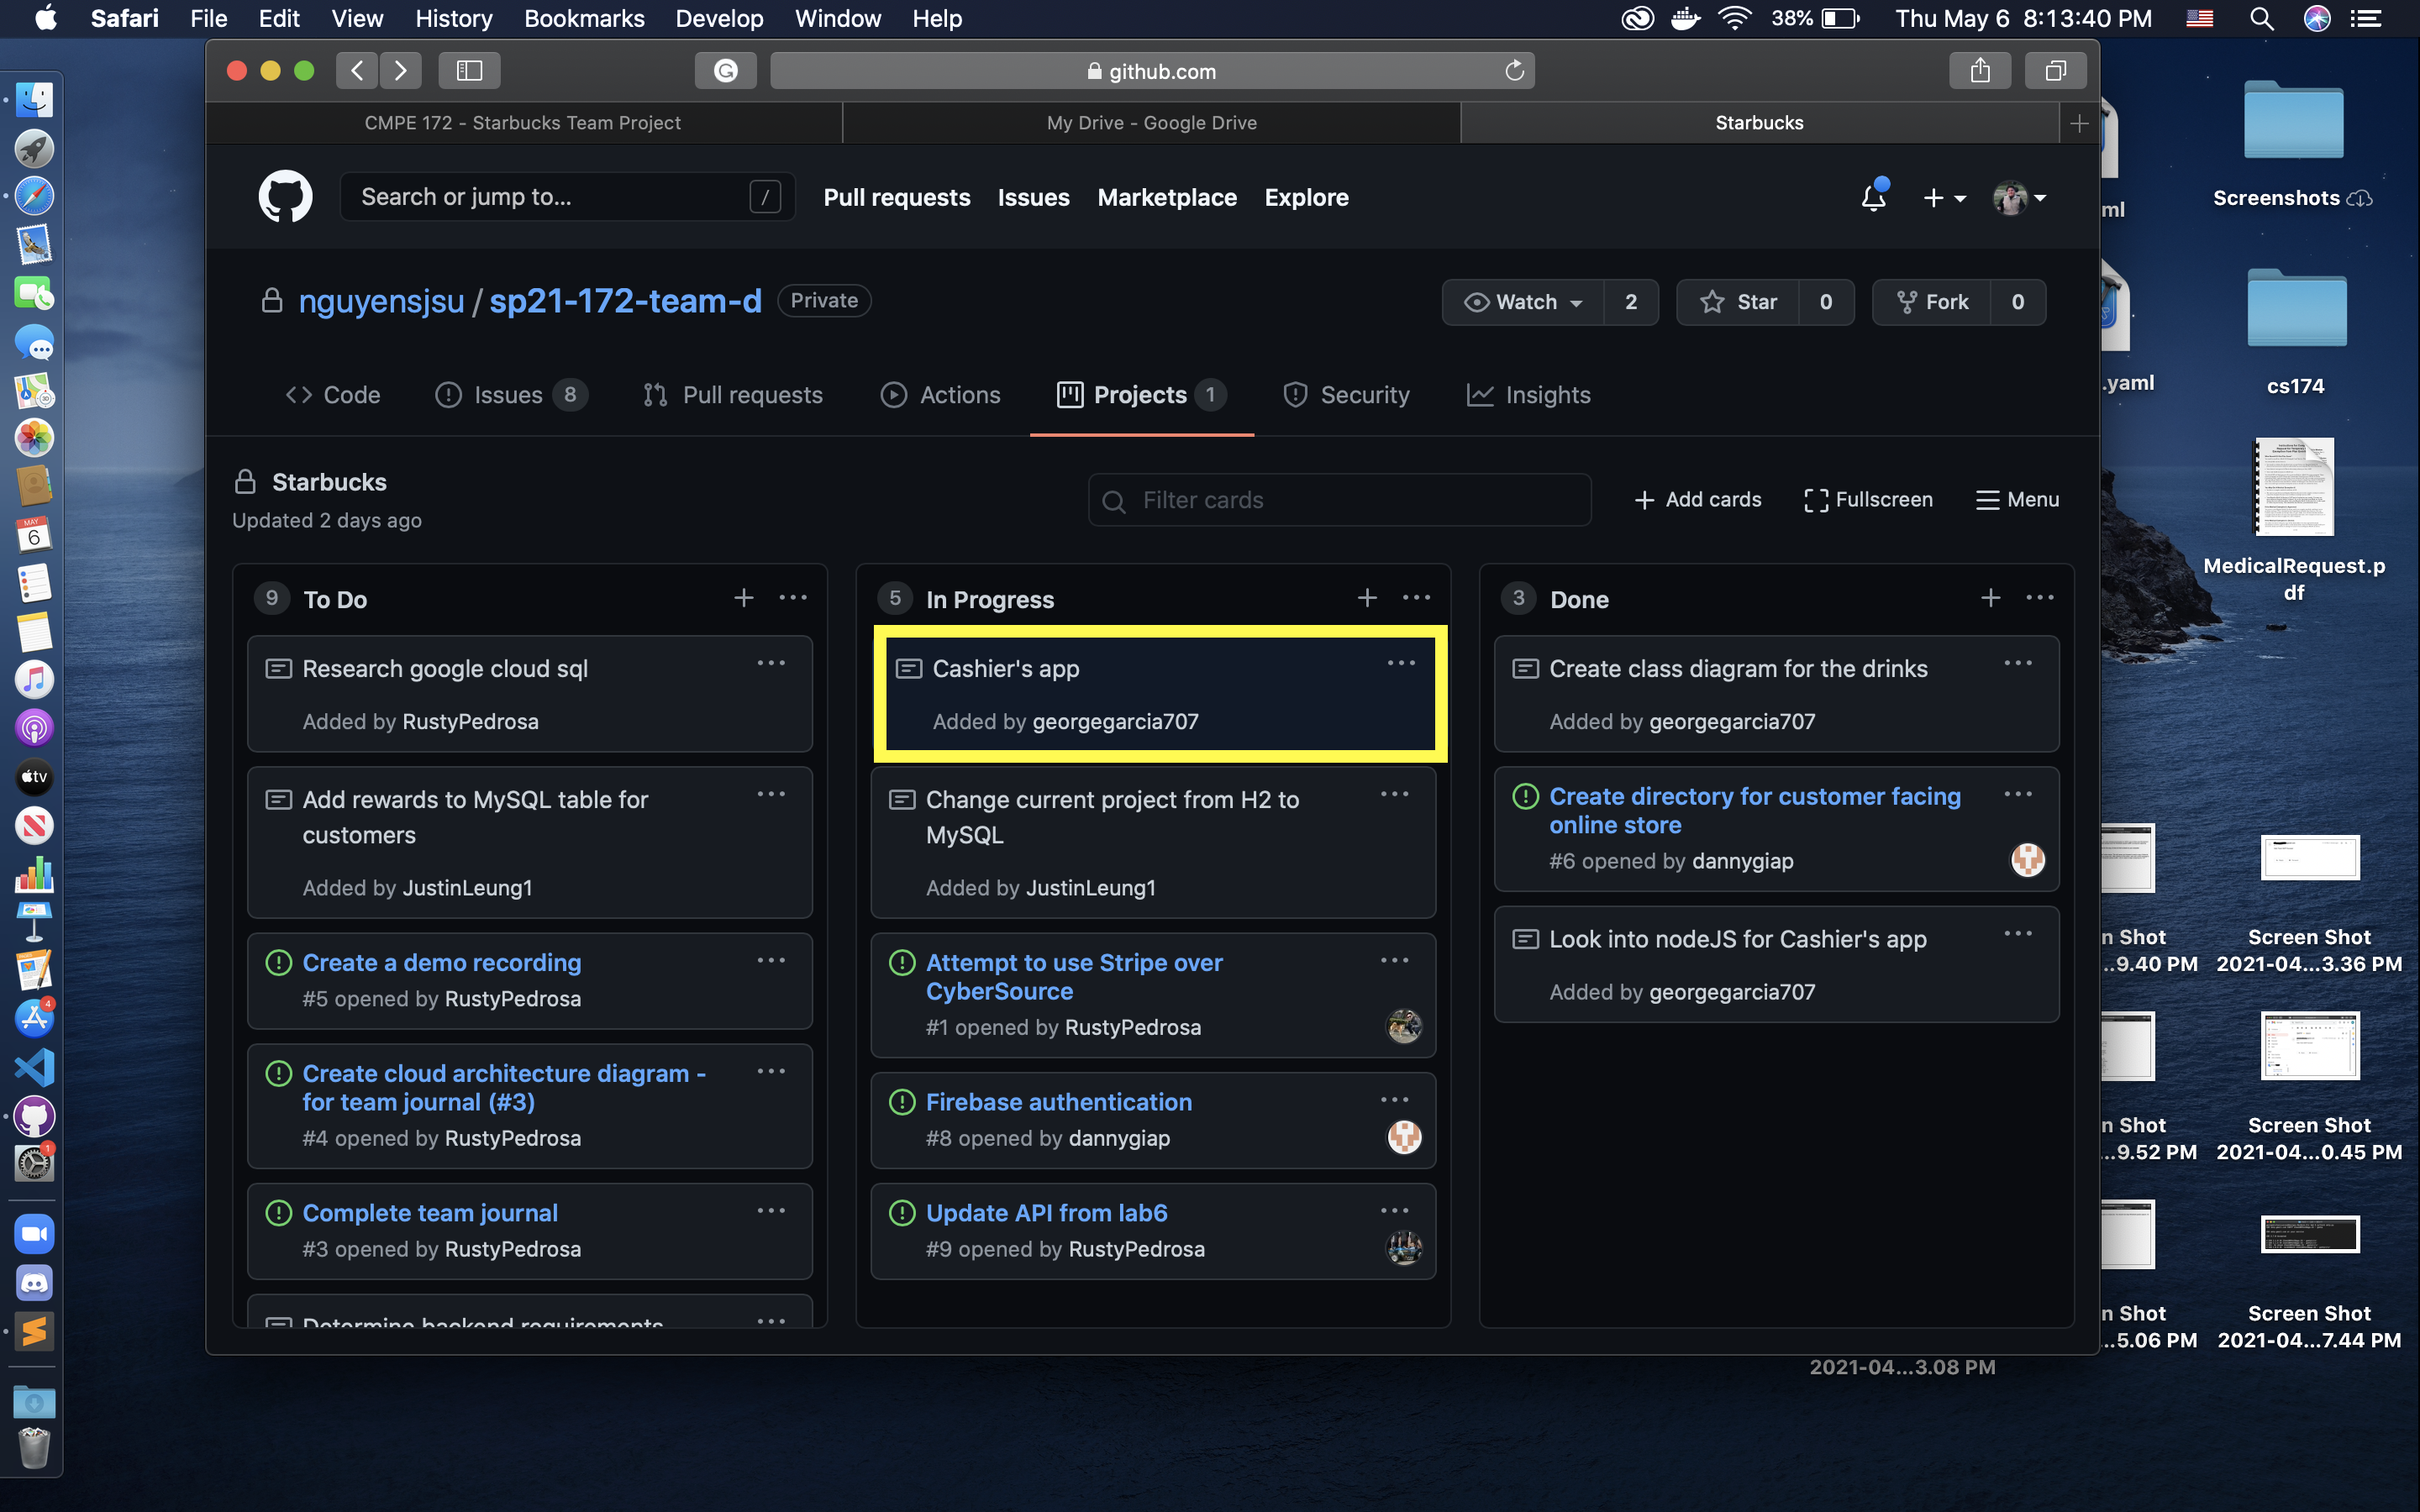 Safari File Edit View History Bookmarks Develop Window Help 38% Thu May 6 8:13:40 PM
github.com
CMPE 172 - Starbucks Team Project My Drive - Google Drive Starbucks
Search or jump to... / Pull requests Issues Marketplace Explore
nguyensjsu / sp21-172-team-d Private Watch 2 Star 0 Fork 0
Code Issues 8 Pull requests Actions Projects 1 Security Insights
Starbucks
Updated 2 days ago
Filter cards + Add cards Fullscreen Menu
9 To Do
Research google cloud sql
Added by RustyPedrosa
Add rewards to MySQL table for
customers
Added by JustinLeung1
Create a demo recording
#5 opened by RustyPedrosa
Create cloud architecture diagram -
for team journal (#3)
#4 opened by RustyPedrosa
Complete team journal
#3 opened by RustyPedrosa
Determine backend requirements
5 In Progress
Cashier's app
Added by georgegarcia707
Change current project from H2 to
MySQL
Added by JustinLeung1
Attempt to use Stripe over
CyberSource
#1 opened by RustyPedrosa
Firebase authentication
#8 opened by dannygiap
Update API from lab6
#9 opened by RustyPedrosa
3 Done
Create class diagram for the drinks
Added by georgegarcia707
Create directory for customer facing
online store
#6 opened by dannygiap
Look into nodeJS for Cashier's app
Added by georgegarcia707
MAY
6
tv
4
1
Screenshots
ml
cs174
.yaml
MedicalRequest.p
df
n Shot
...9.40 PM
Screen Shot
2021-04...3.36 PM
n Shot
...9.52 PM
Screen Shot
2021-04...0.45 PM
n Shot
...5.06 PM
Screen Shot
2021-04...7.44 PM
2021-04...3.08 PM